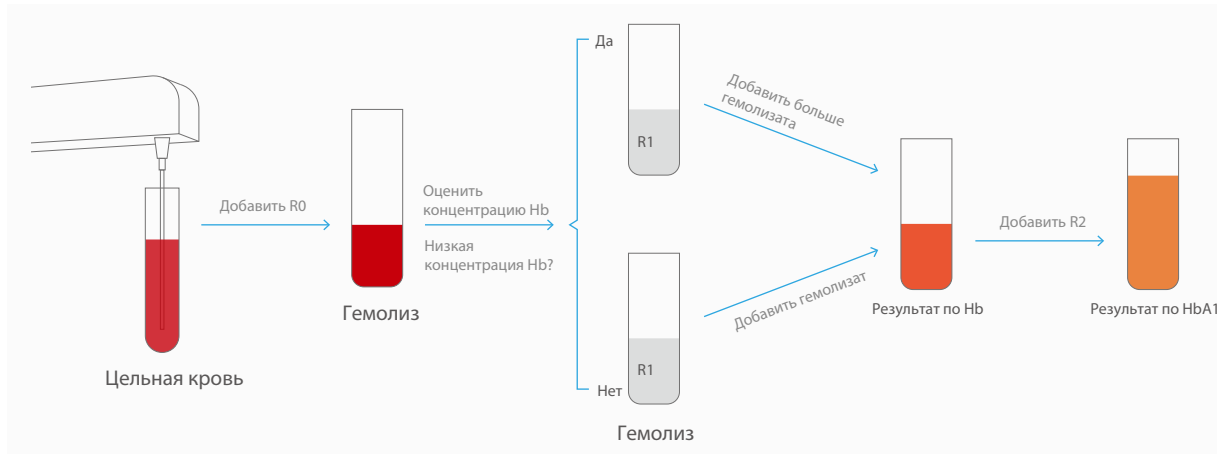 Да
R1
Добавить больше
гемолизата
Добавить R0
Оценить
концентрацию Hb
Низкая
концентрация Hb?
Гемолиз
Цельная кровь
Нет
R1
Гемолиз
Добавить гемолизат
Результат по Hb
Добавить R2
Результат по HbA1